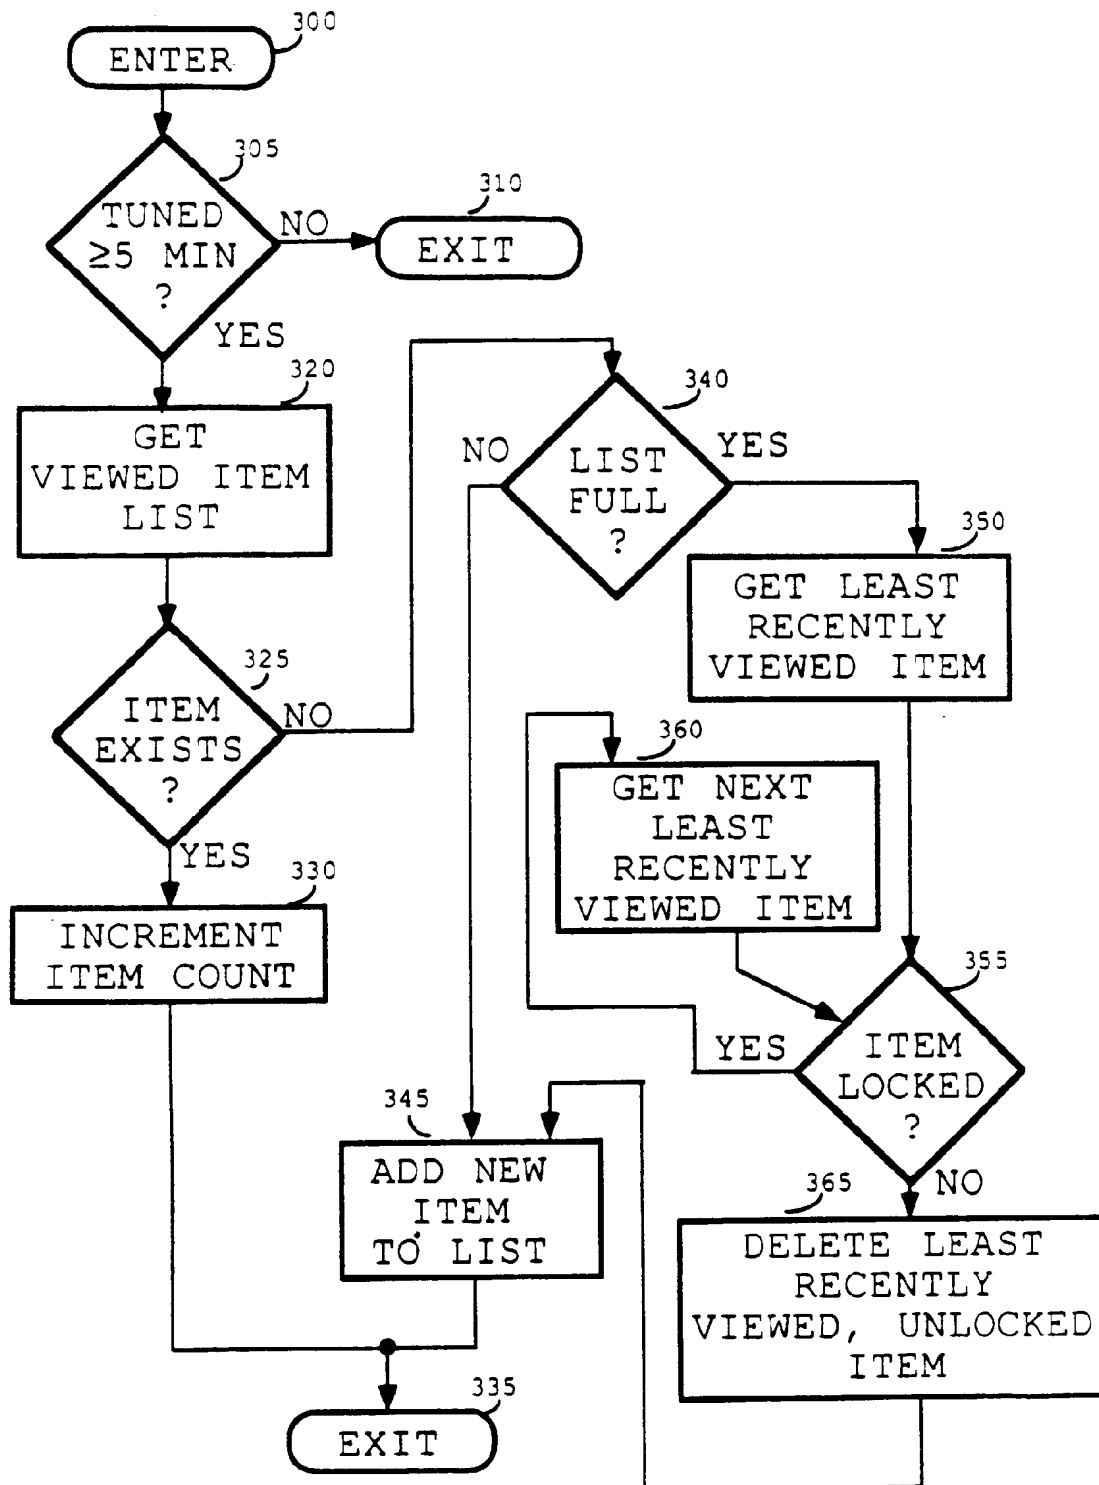 300
ENTER
305
TUNED
≥5 MIN
?
NO
310
EXIT
YES
320
GET
VIEWED ITEM
LIST
325
ITEM
EXISTS
?
NO
YES
330
INCREMENT
ITEM COUNT
340
LIST
FULL
?
NO
YES
350
GET LEAST
RECENTLY
VIEWED ITEM
360
GET NEXT
LEAST
RECENTLY
VIEWED ITEM
355
ITEM
LOCKED
?
YES
NO
345
ADD NEW
ITEM
TO LIST
365
DELETE LEAST
RECENTLY
VIEWED, UNLOCKED
ITEM
335
EXIT